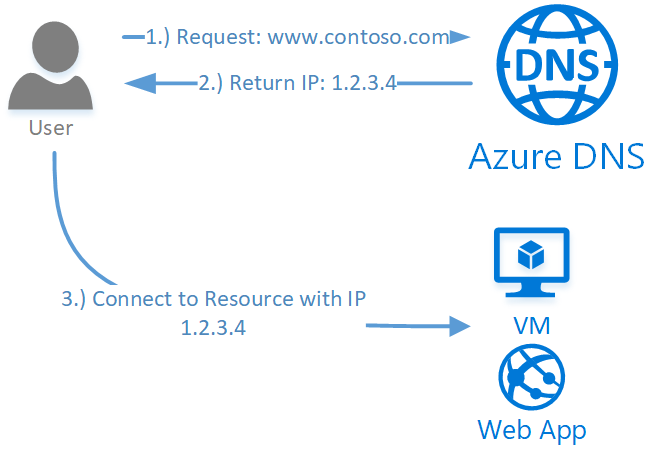 1.) Request: www.contoso.com
2.) Return IP: 1.2.3.4
DNS
User
Azure DNS
3.) Connect to Resource with IP
1.2.3.4
VM
Web App